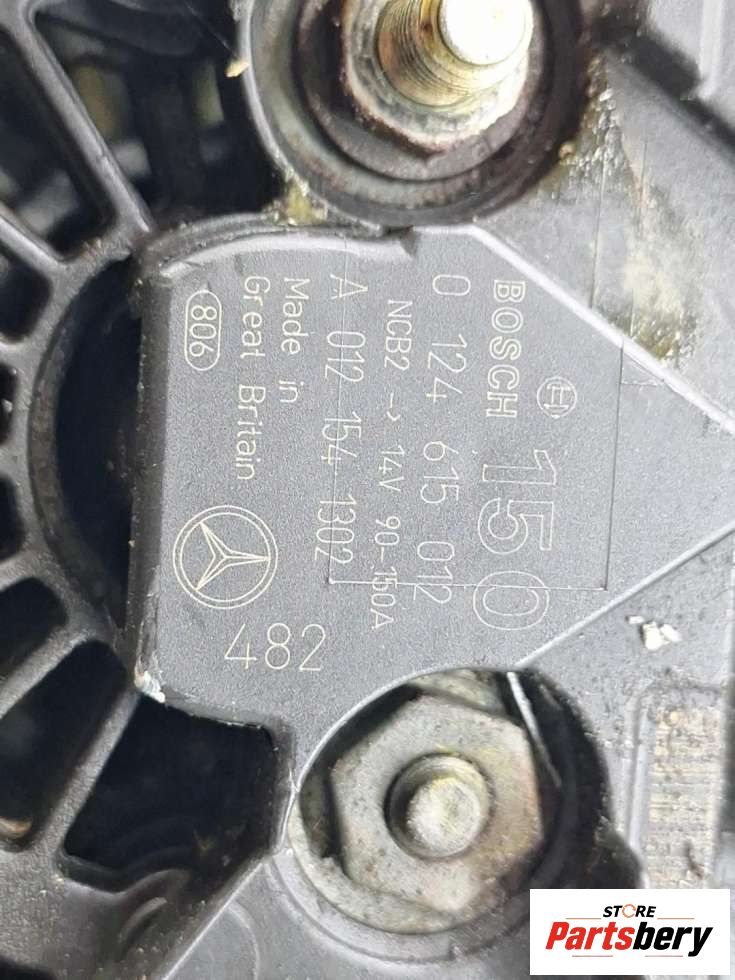 BOSCH 150
0 124 615 012
NCB2 → 14V 90-150A
A 012 154 1302
Made in
Great Britain
806
482
STORE
Partsbery